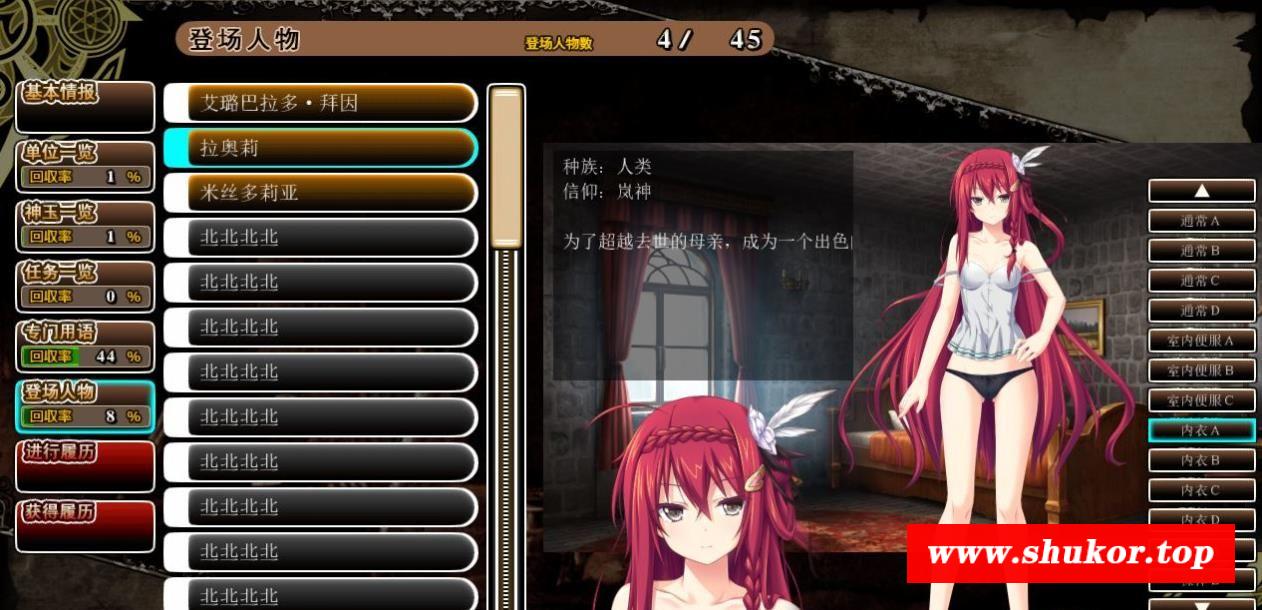 登场人物
登场人物数 4/ 45
基本情报
单位一览
回収率 1 %
神玉一览
回収率 1 %
任务一览
回収率 0 %
专门用语
回収率 44 %
登场人物
回収率 8 %
进行履历
获得履历
艾璐巴拉多·拜因
拉奥莉
米丝多莉亚
北北北北
北北北北
北北北北
北北北北
北北北北
北北北北
北北北北
北北北北
北北北北
种族：人类
信仰：岚神
为了超越去世的母亲，成为一个出色
▲
通常A
通常B
通常C
通常D
室内便服A
室内便服B
室内便服C
内衣A
内衣B
内衣C
内衣D
www.shukor.top